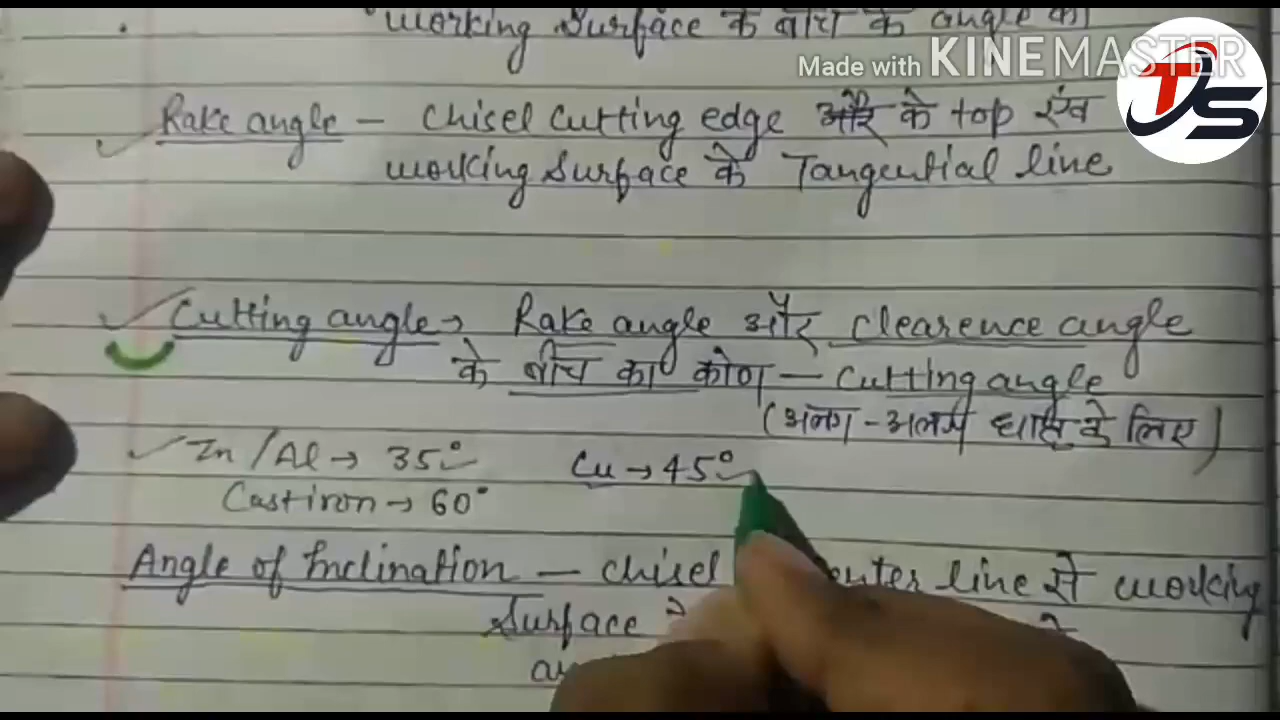 working Surface के बीच के angle को
Made with KINEMASTER
TJS
Rake angle – Chisel Cutting edge और के top एंव
working Surface के Tangential line
Cutting angle → Rake angle और clearence angle
के बीच का कोण – Cutting angle
(अलग-अलग धातु के लिए)
Zn/Al → 35°
Cu → 45°
Cast iron → 60°
Angle of Inclination – Chisel line से working
Surface